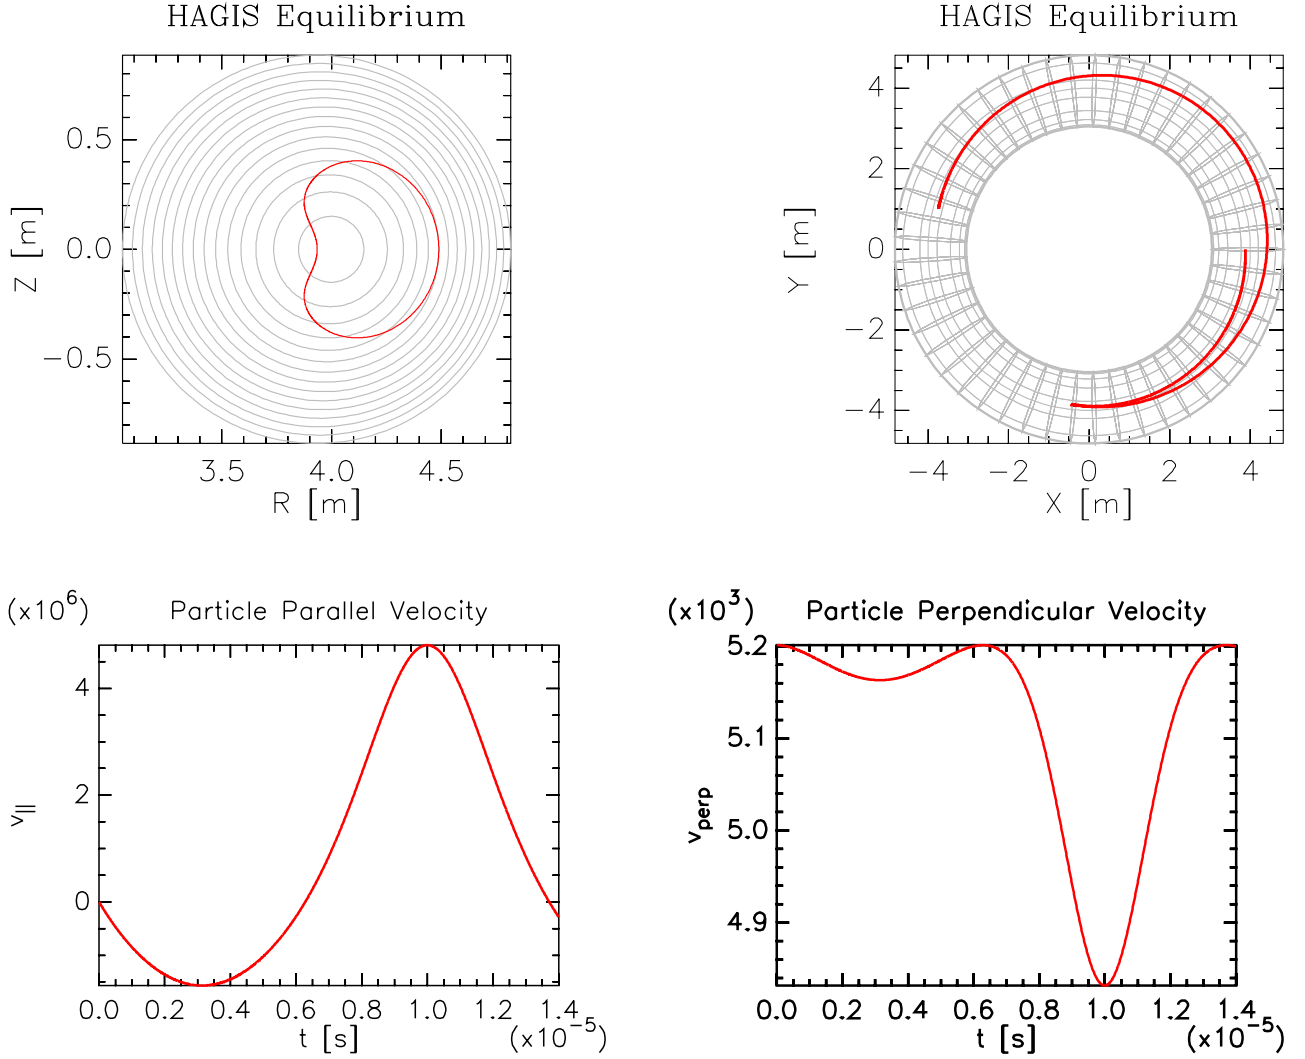 HAGIS Equilibrium
0.5
0.0
−0.5
Z [m]
3.5 4.0 4.5
R [m]
HAGIS Equilibrium
4
2
0
−2
−4
Y [m]
−4 −2 0 2 4
X [m]
(x10⁶) Particle Parallel Velocity
4
2
0
v||
0.0 0.2 0.4 0.6 0.8 1.0 1.2 1.4
t [s] (x10⁻⁵)
(x10³) Particle Perpendicular Velocity
5.2
5.1
5.0
4.9
vperp
0.0 0.2 0.4 0.6 0.8 1.0 1.2 1.4
t [s] (x10⁻⁵)